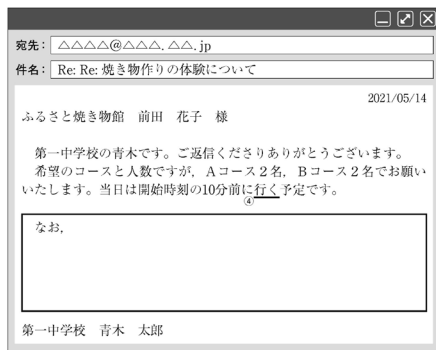 宛先： △△△△@△△△.△△.jp
件名： Re: Re: 焼き物作りの体験について
2021/05/14
ふるさと焼き物館　前田　花子　様
第一中学校の青木です。ご返信くださりありがとうございます。
希望のコースと人数ですが，Ａコース２名，Ｂコース２名でお願い
いたします。当日は開始時刻の10分前に行く予定です。
④
なお，
第一中学校　青木　太郎